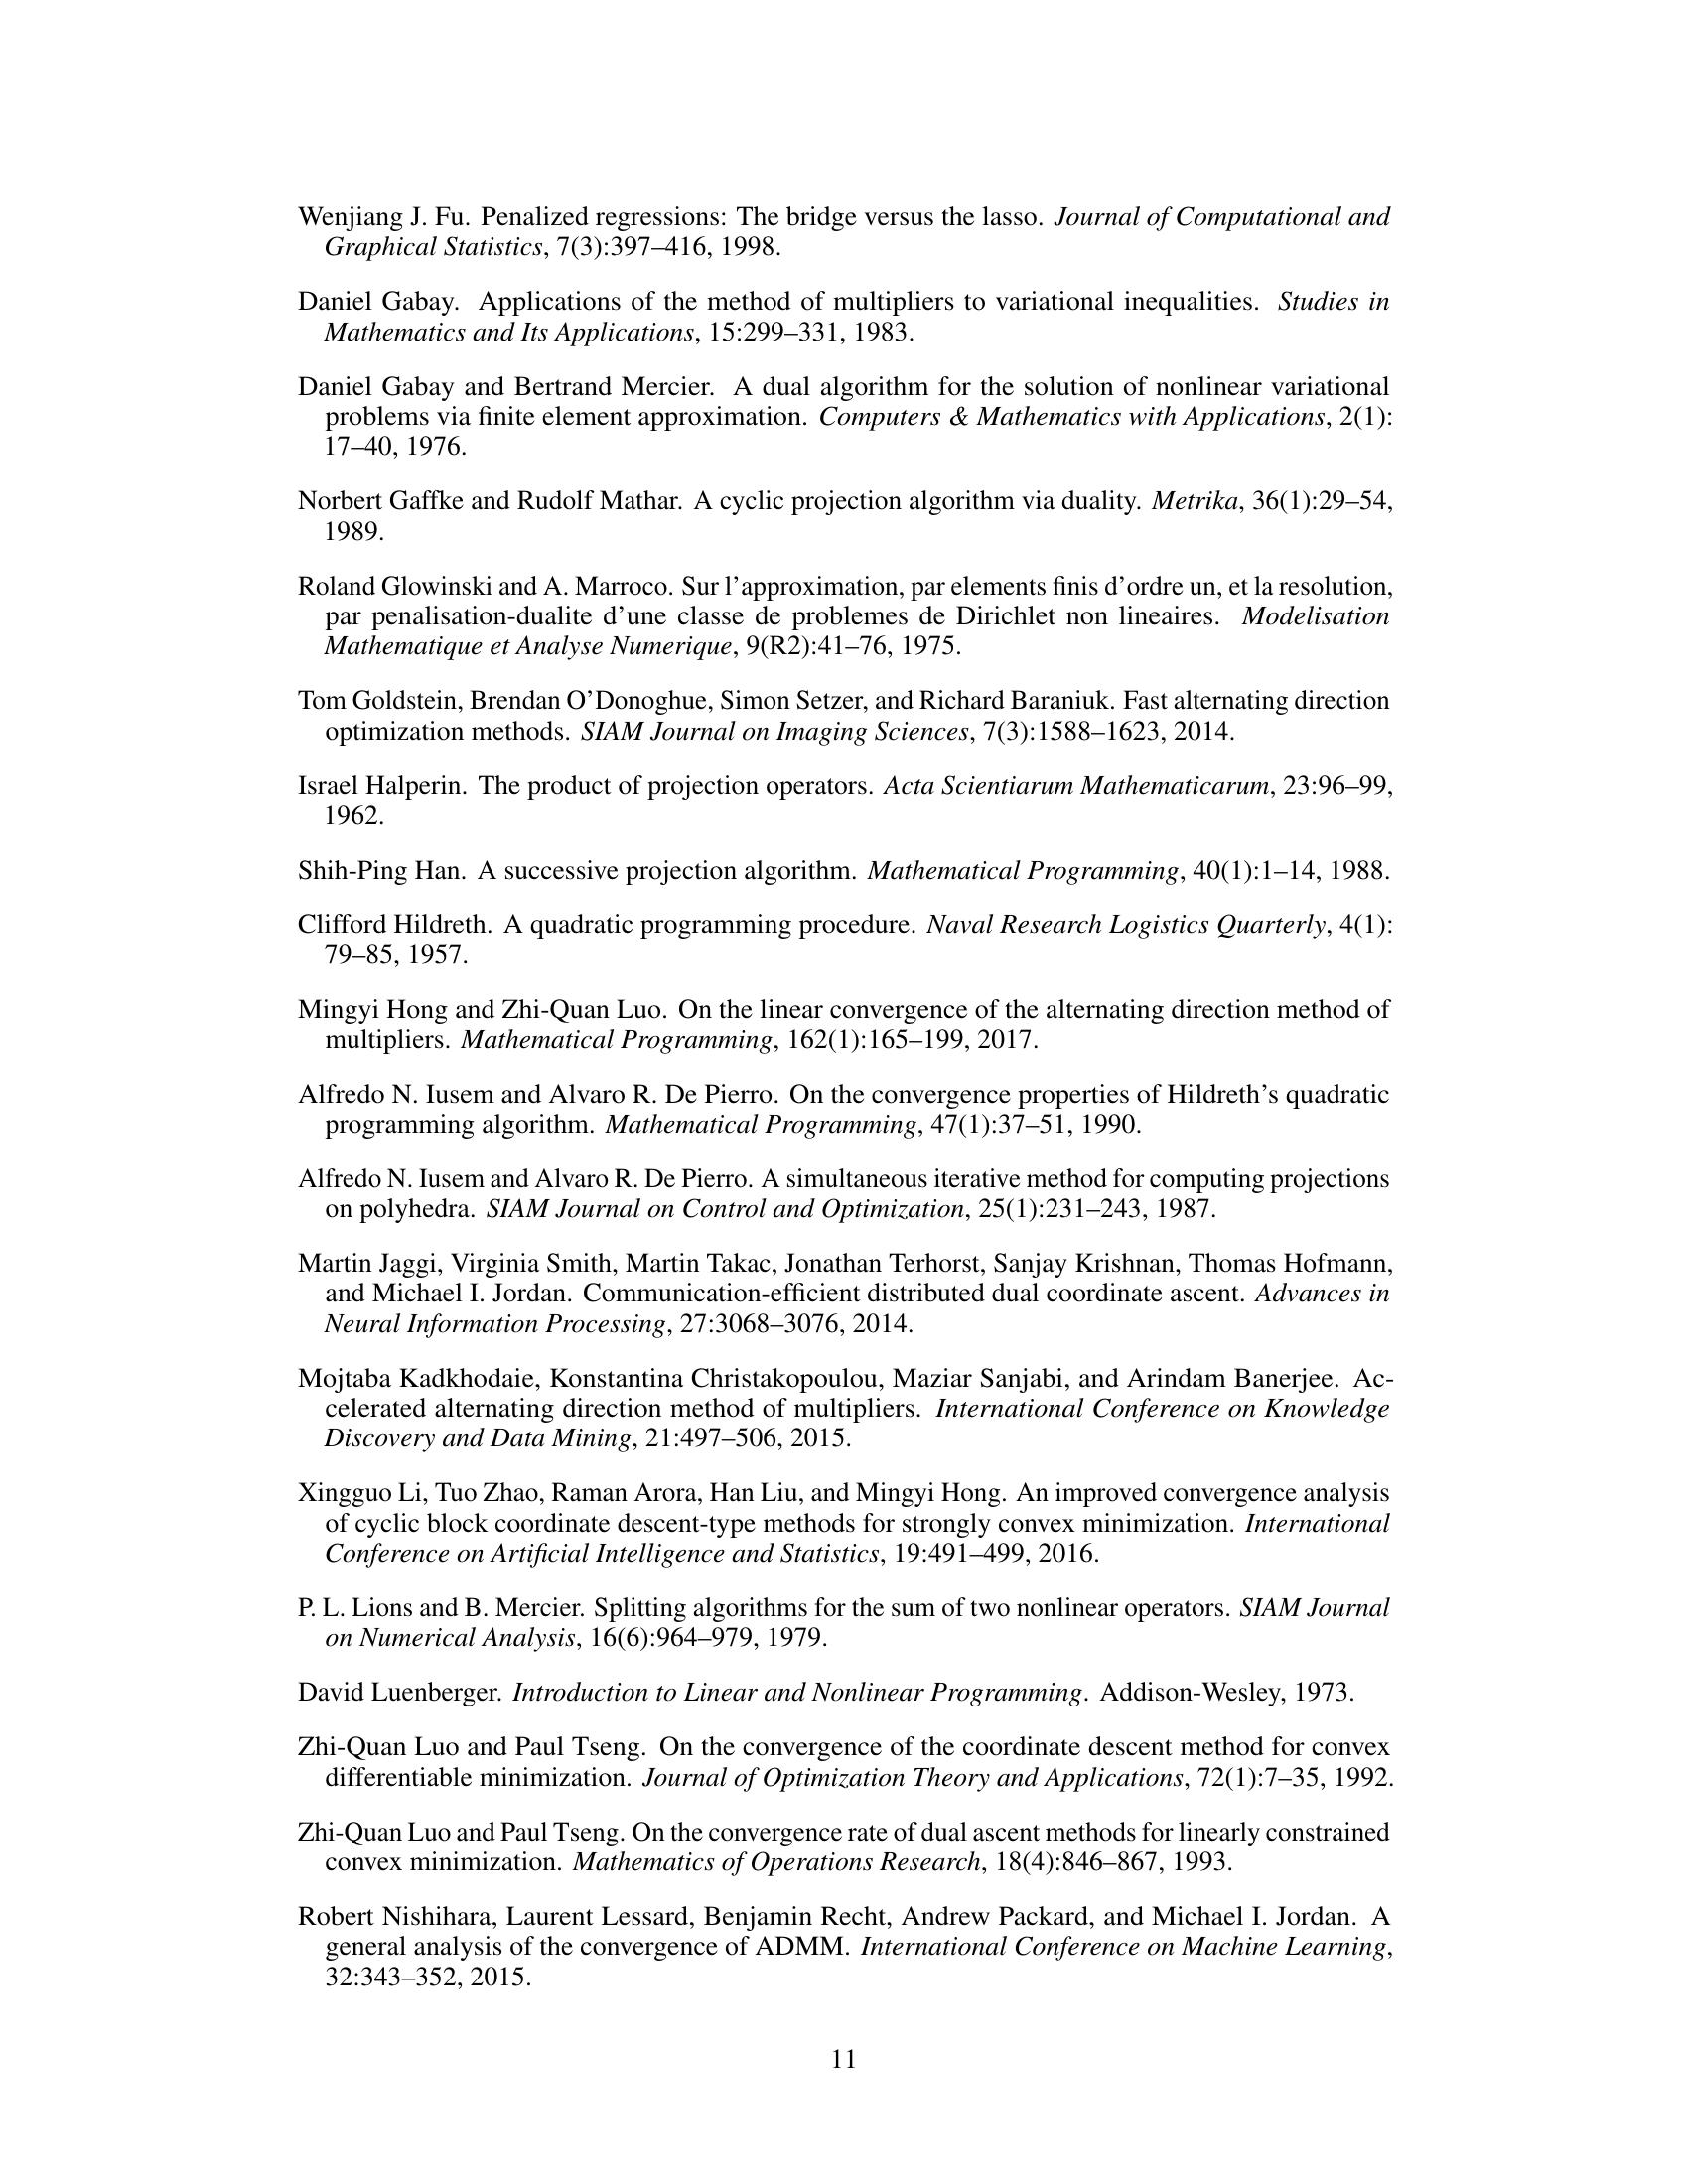 Wenjiang J. Fu. Penalized regressions: The bridge versus the lasso. Journal of Computational and
Graphical Statistics, 7(3):397–416, 1998.
Daniel Gabay. Applications of the method of multipliers to variational inequalities. Studies in
Mathematics and Its Applications, 15:299–331, 1983.
Daniel Gabay and Bertrand Mercier. A dual algorithm for the solution of nonlinear variational
problems via finite element approximation. Computers & Mathematics with Applications, 2(1):
17–40, 1976.
Norbert Gaffke and Rudolf Mathar. A cyclic projection algorithm via duality. Metrika, 36(1):29–54,
1989.
Roland Glowinski and A. Marroco. Sur l'approximation, par elements finis d'ordre un, et la resolution,
par penalisation-dualite d'une classe de problemes de Dirichlet non lineaires. Modelisation
Mathematique et Analyse Numerique, 9(R2):41–76, 1975.
Tom Goldstein, Brendan O'Donoghue, Simon Setzer, and Richard Baraniuk. Fast alternating direction
optimization methods. SIAM Journal on Imaging Sciences, 7(3):1588–1623, 2014.
Israel Halperin. The product of projection operators. Acta Scientiarum Mathematicarum, 23:96–99,
1962.
Shih-Ping Han. A successive projection algorithm. Mathematical Programming, 40(1):1–14, 1988.
Clifford Hildreth. A quadratic programming procedure. Naval Research Logistics Quarterly, 4(1):
79–85, 1957.
Mingyi Hong and Zhi-Quan Luo. On the linear convergence of the alternating direction method of
multipliers. Mathematical Programming, 162(1):165–199, 2017.
Alfredo N. Iusem and Alvaro R. De Pierro. On the convergence properties of Hildreth's quadratic
programming algorithm. Mathematical Programming, 47(1):37–51, 1990.
Alfredo N. Iusem and Alvaro R. De Pierro. A simultaneous iterative method for computing projections
on polyhedra. SIAM Journal on Control and Optimization, 25(1):231–243, 1987.
Martin Jaggi, Virginia Smith, Martin Takac, Jonathan Terhorst, Sanjay Krishnan, Thomas Hofmann,
and Michael I. Jordan. Communication-efficient distributed dual coordinate ascent. Advances in
Neural Information Processing, 27:3068–3076, 2014.
Mojtaba Kadkhodaie, Konstantina Christakopoulou, Maziar Sanjabi, and Arindam Banerjee. Ac-
celerated alternating direction method of multipliers. International Conference on Knowledge
Discovery and Data Mining, 21:497–506, 2015.
Xingguo Li, Tuo Zhao, Raman Arora, Han Liu, and Mingyi Hong. An improved convergence analysis
of cyclic block coordinate descent-type methods for strongly convex minimization. International
Conference on Artificial Intelligence and Statistics, 19:491–499, 2016.
P. L. Lions and B. Mercier. Splitting algorithms for the sum of two nonlinear operators. SIAM Journal
on Numerical Analysis, 16(6):964–979, 1979.
David Luenberger. Introduction to Linear and Nonlinear Programming. Addison-Wesley, 1973.
Zhi-Quan Luo and Paul Tseng. On the convergence of the coordinate descent method for convex
differentiable minimization. Journal of Optimization Theory and Applications, 72(1):7–35, 1992.
Zhi-Quan Luo and Paul Tseng. On the convergence rate of dual ascent methods for linearly constrained
convex minimization. Mathematics of Operations Research, 18(4):846–867, 1993.
Robert Nishihara, Laurent Lessard, Benjamin Recht, Andrew Packard, and Michael I. Jordan. A
general analysis of the convergence of ADMM. International Conference on Machine Learning,
32:343–352, 2015.
11